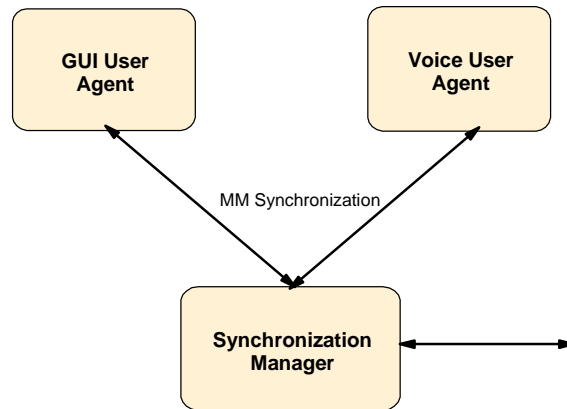 GUI User
Agent
Voice User
Agent
MM Synchronization
Synchronization
Manager